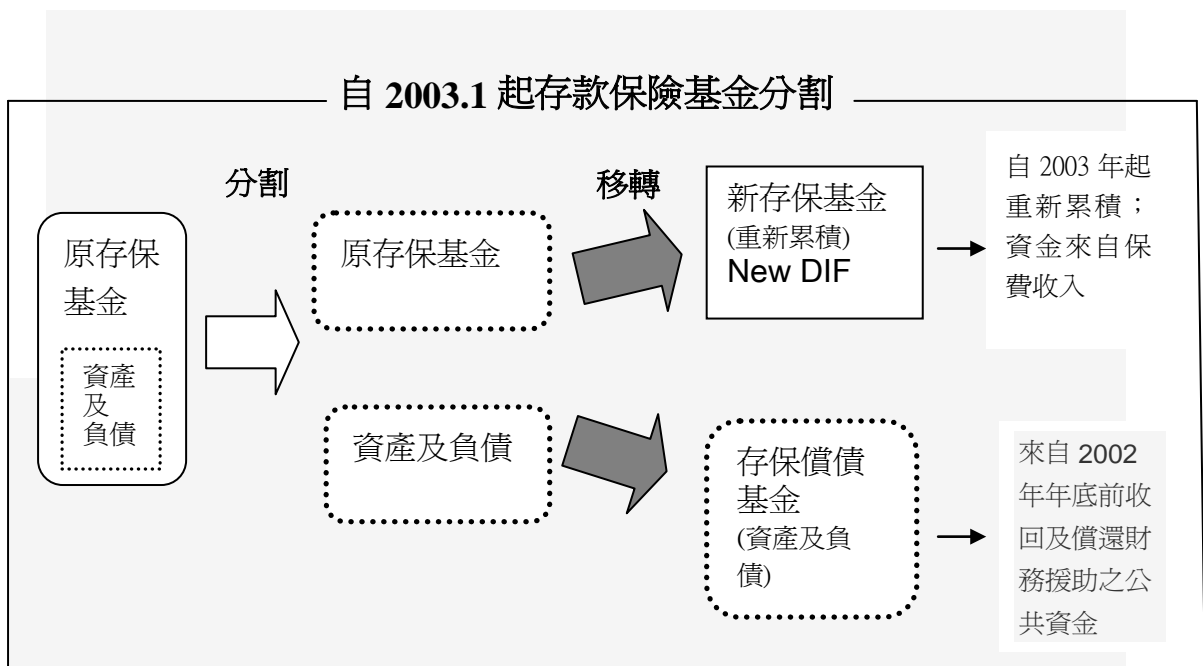 自 2003.1 起存款保險基金分割
分割
移轉
原存保
基金
資產
及
負債
原存保基金
資產及負債
新存保基金
(重新累積)
New DIF
存保償債
基金
(資產及負
債)
自 2003 年起
重新累積；
資金來自保
費收入
來自 2002
年年底前收
回及償還財
務援助之公
共資金